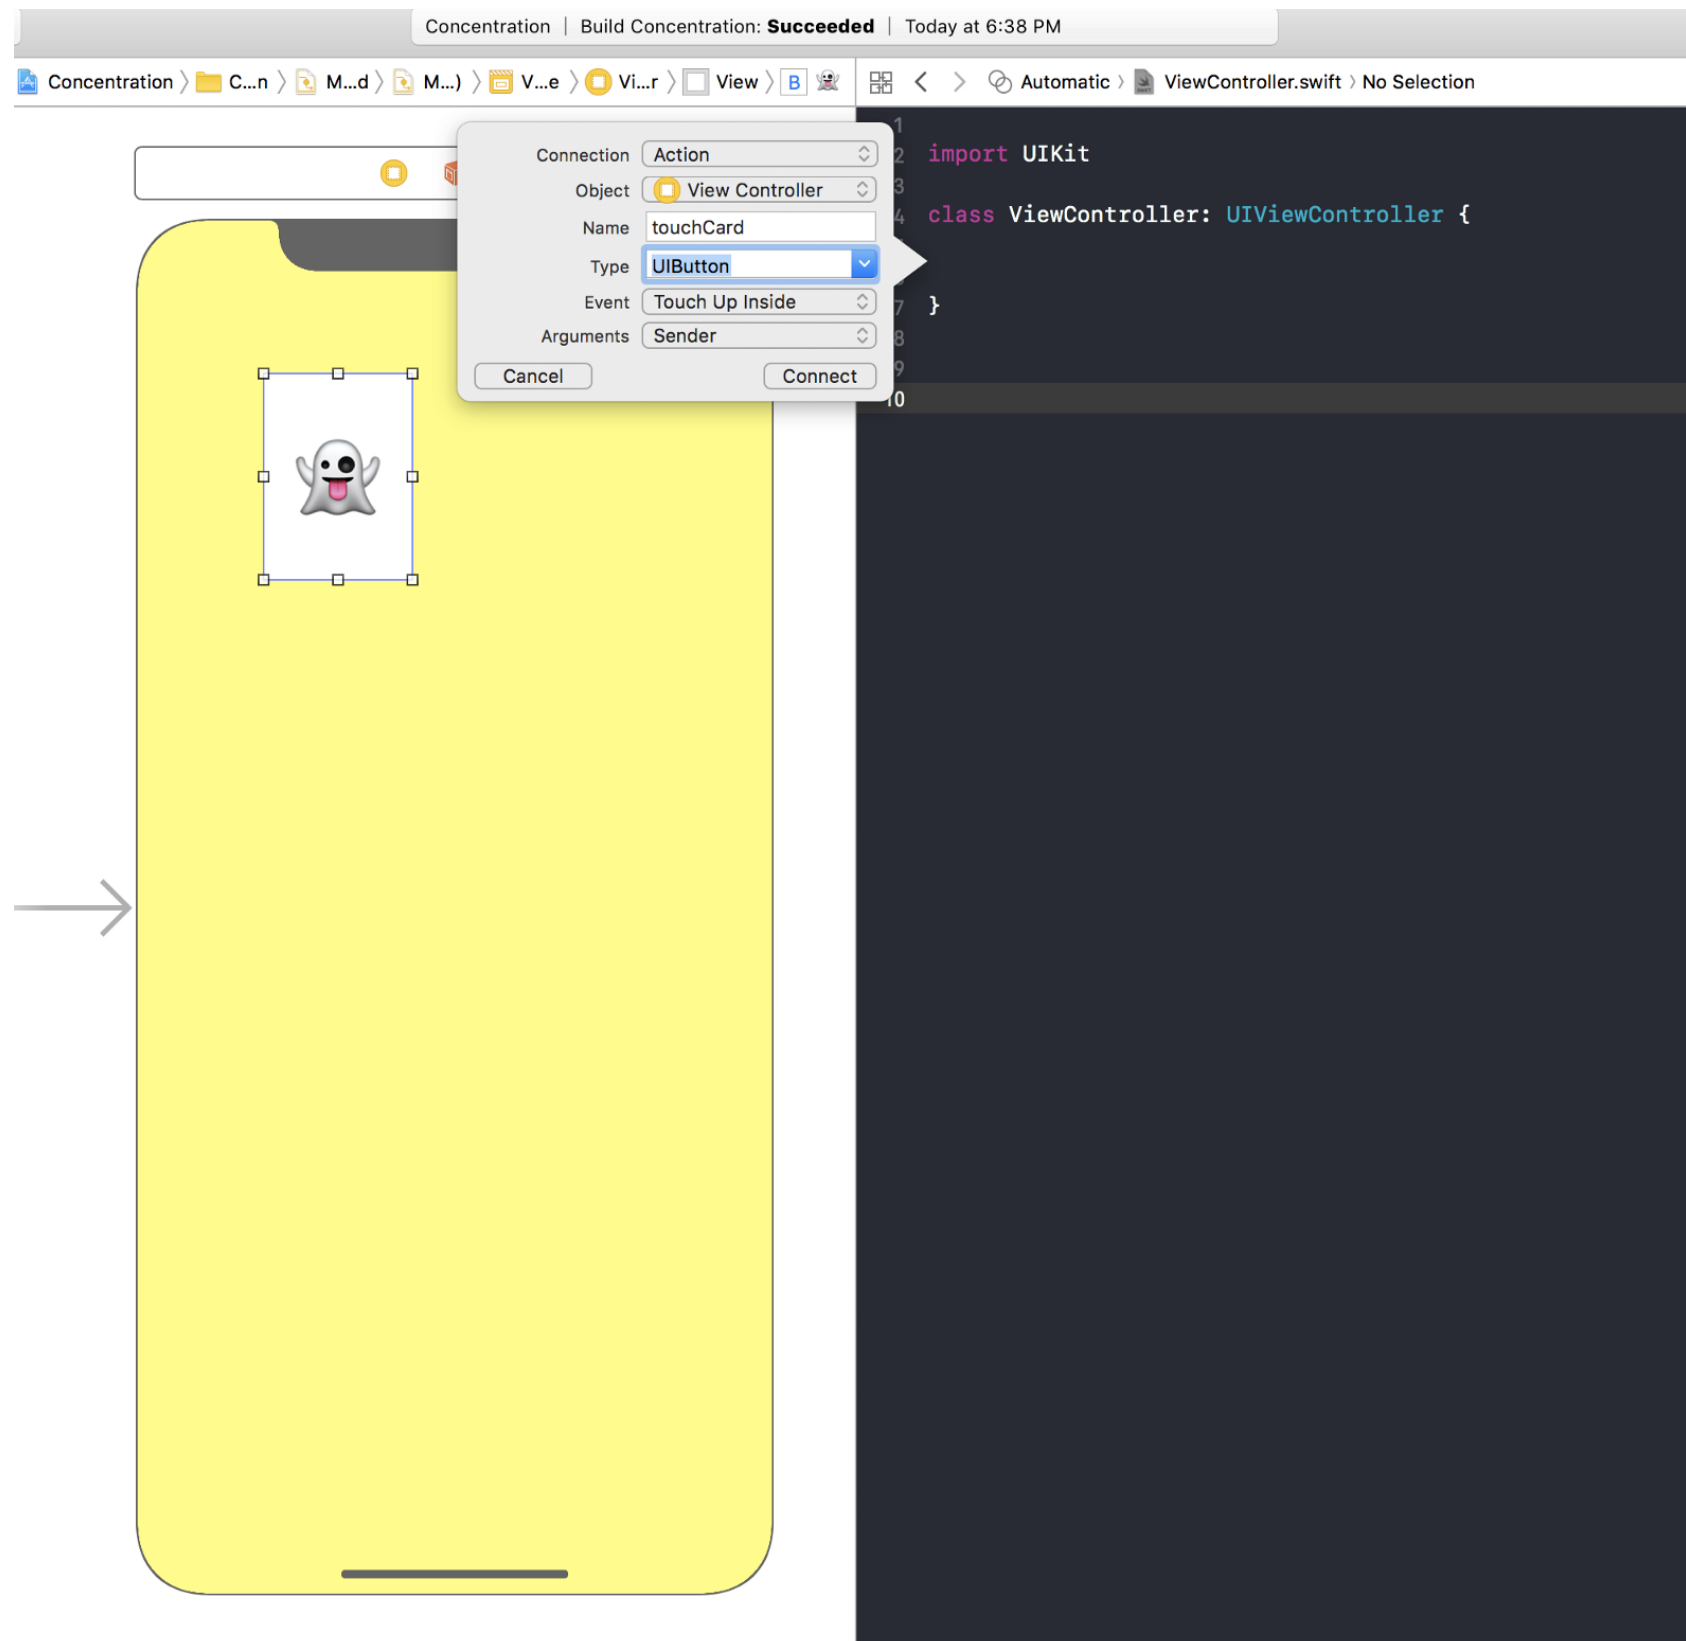 Concentration | Build Concentration: Succeeded | Today at 6:38 PM
Concentration 〉 C...n 〉 M...d 〉 M...) 〉 V...e 〉 Vi...r 〉 View 〉 B 👻
Automatic 〉 ViewController.swift 〉 No Selection
Connection Action
Object View Controller
Name touchCard
Type UIButton
Event Touch Up Inside
Arguments Sender
Cancel Connect
1
2 import UIKit
3
4 class ViewController: UIViewController {
7 }
8
9
10